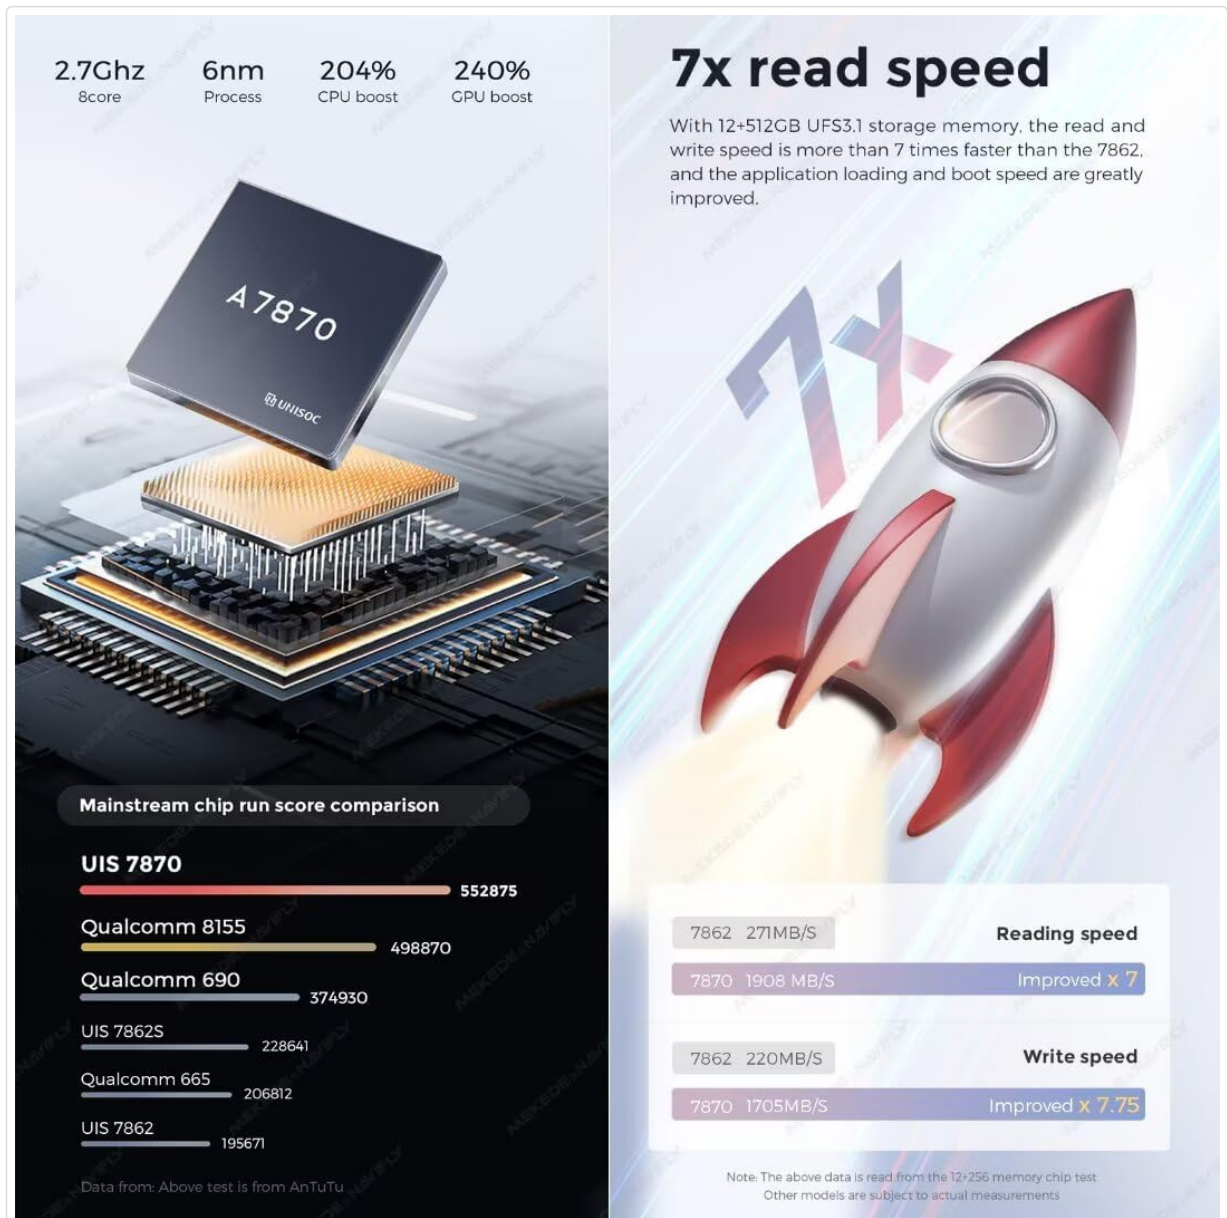 2.7Ghz
8core
6nm
Process
204%
CPU boost
240%
GPU boost
A7870
UNISOC
Mainstream chip run score comparison
UIS 7870
552875
Qualcomm 8155
498870
Qualcomm 690
374930
UIS 7862S
228641
Qualcomm 665
206812
UIS 7862
195671
Data from: Above test is from AnTuTu
7x read speed
With 12+512GB UFS3.1 storage memory, the read and
write speed is more than 7 times faster than the 7862,
and the application loading and boot speed are greatly
improved.
7x
7862 271MB/S
Reading speed
7870 1908 MB/S
Improved x 7
7862 220MB/S
Write speed
7870 1705MB/S
Improved x 7.75
Note: The above data is read from the 12+256 memory chip test
Other models are subject to actual measurements